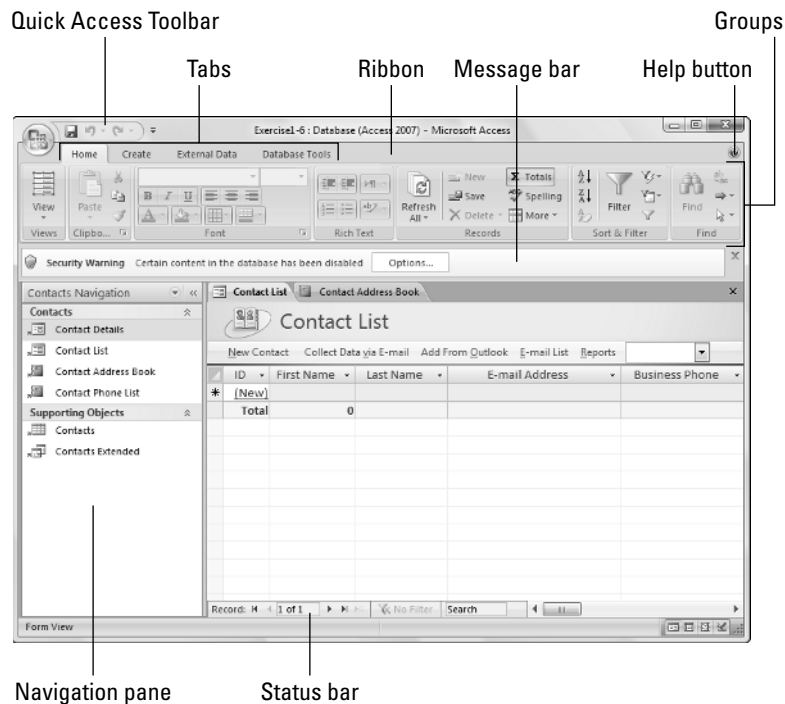 Quick Access Toolbar
Groups
Tabs
Ribbon
Message bar
Help button
Exercise1-6 : Database (Access 2007) - Microsoft Access
Home Create External Data Database Tools
View
Paste
B I U
A
ab
Refresh All
New
Save
Delete
Σ Totals
Spelling
More
A Z
Z A
Filter
Find
Views
Clipbo...
Font
Rich Text
Records
Sort & Filter
Find
Security Warning Certain content in the database has been disabled Options...
Contacts Navigation
Contacts
Contact Details
Contact List
Contact Address Book
Contact Phone List
Supporting Objects
Contacts
Contacts Extended
Contact List Contact Address Book
Contact List
New Contact Collect Data via E-mail Add From Outlook E-mail List Reports
ID First Name Last Name E-mail Address Business Phone
* (New)
Total 0
Record: 1 of 1 No Filter Search
Form View
Navigation pane
Status bar